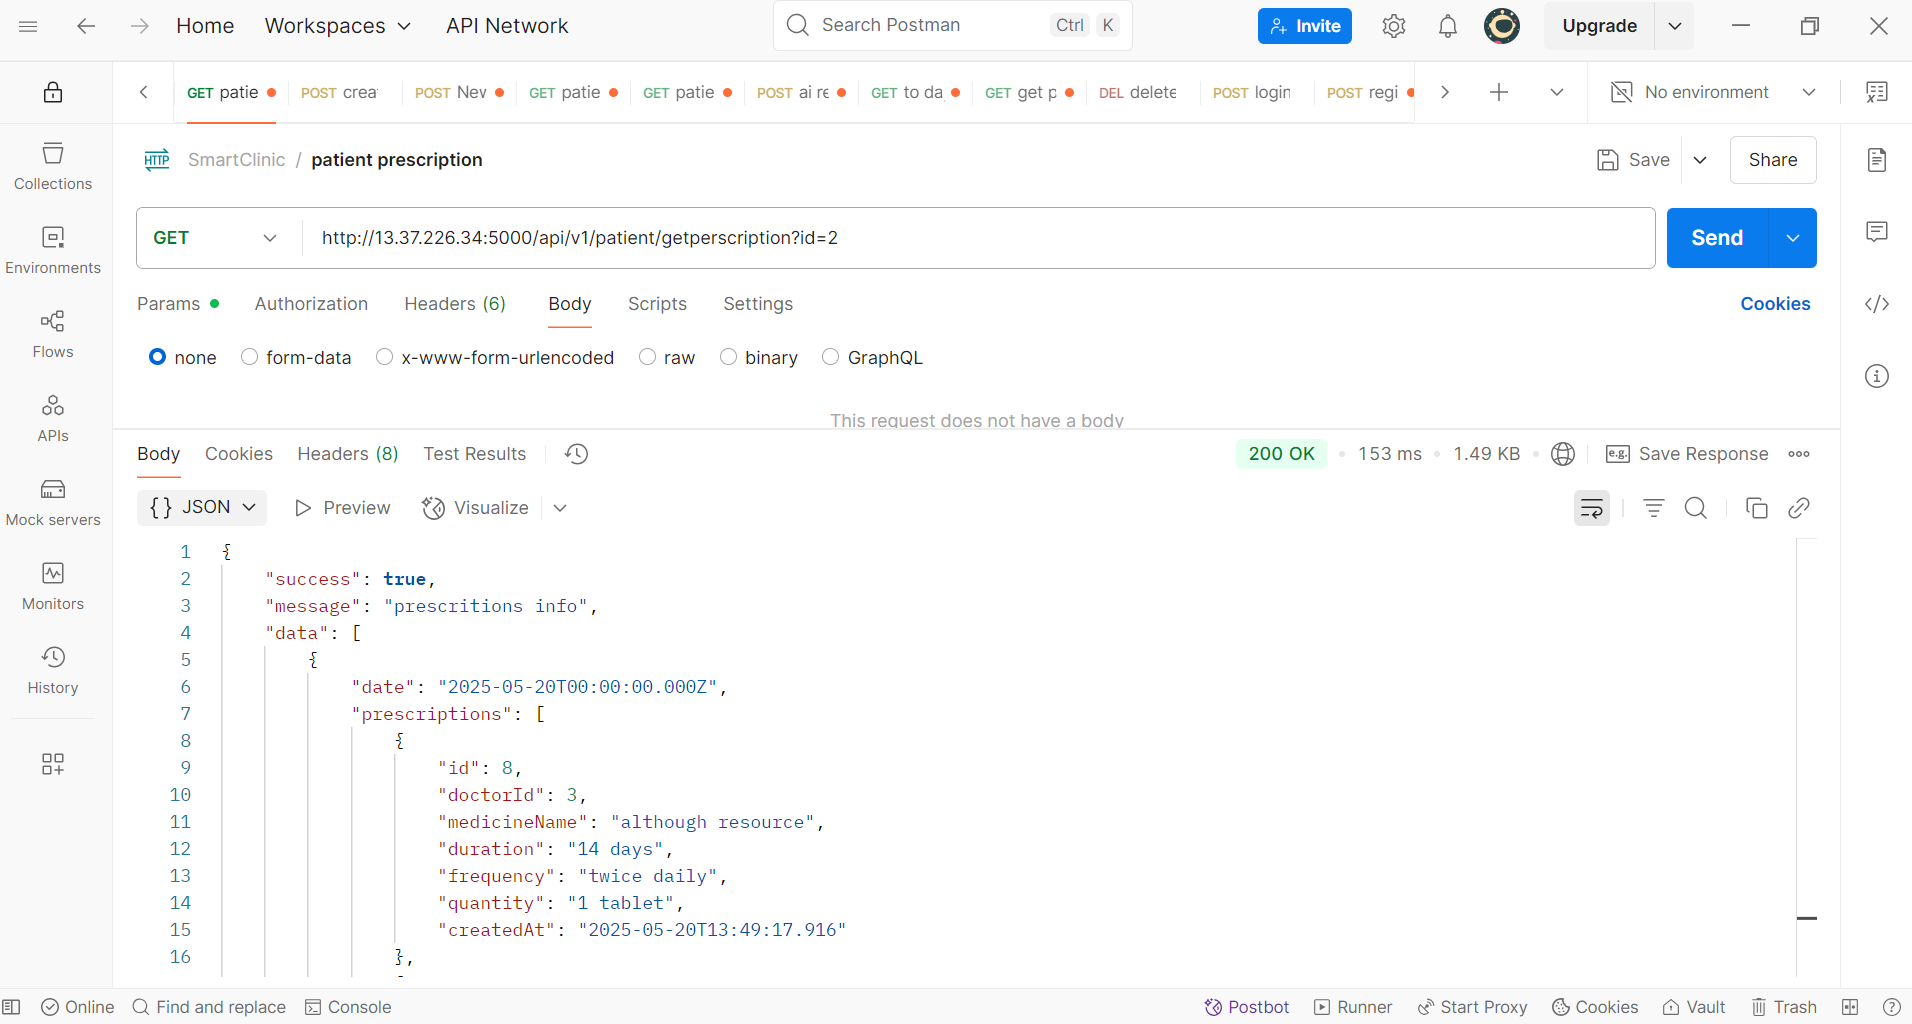 Home Workspaces API Network Search Postman Ctrl K Invite Upgrade
GET patie POST crea POST Nev GET patie GET patie POST ai re GET to da GET get p DEL delete POST login POST regi No environment
HTTP SmartClinic / patient prescription Save Share
GET http://13.37.226.34:5000/api/v1/patient/getperscription?id=2 Send
Params Authorization Headers (6) Body Scripts Settings Cookies
none form-data x-www-form-urlencoded raw binary GraphQL
This request does not have a body
Collections
Environments
Flows
APIs
Mock servers
Monitors
History
Body Cookies Headers (8) Test Results 200 OK 153 ms 1.49 KB e.g. Save Response
{} JSON Preview Visualize
1 {
2 "success": true,
3 "message": "prescritions info",
4 "data": [
5 {
6 "date": "2025-05-20T00:00:00.000Z",
7 "prescriptions": [
8 {
9 "id": 8,
10 "doctorId": 3,
11 "medicineName": "although resource",
12 "duration": "14 days",
13 "frequency": "twice daily",
14 "quantity": "1 tablet",
15 "createdAt": "2025-05-20T13:49:17.916"
16 },
Online Find and replace Console Postbot Runner Start Proxy Cookies Vault Trash